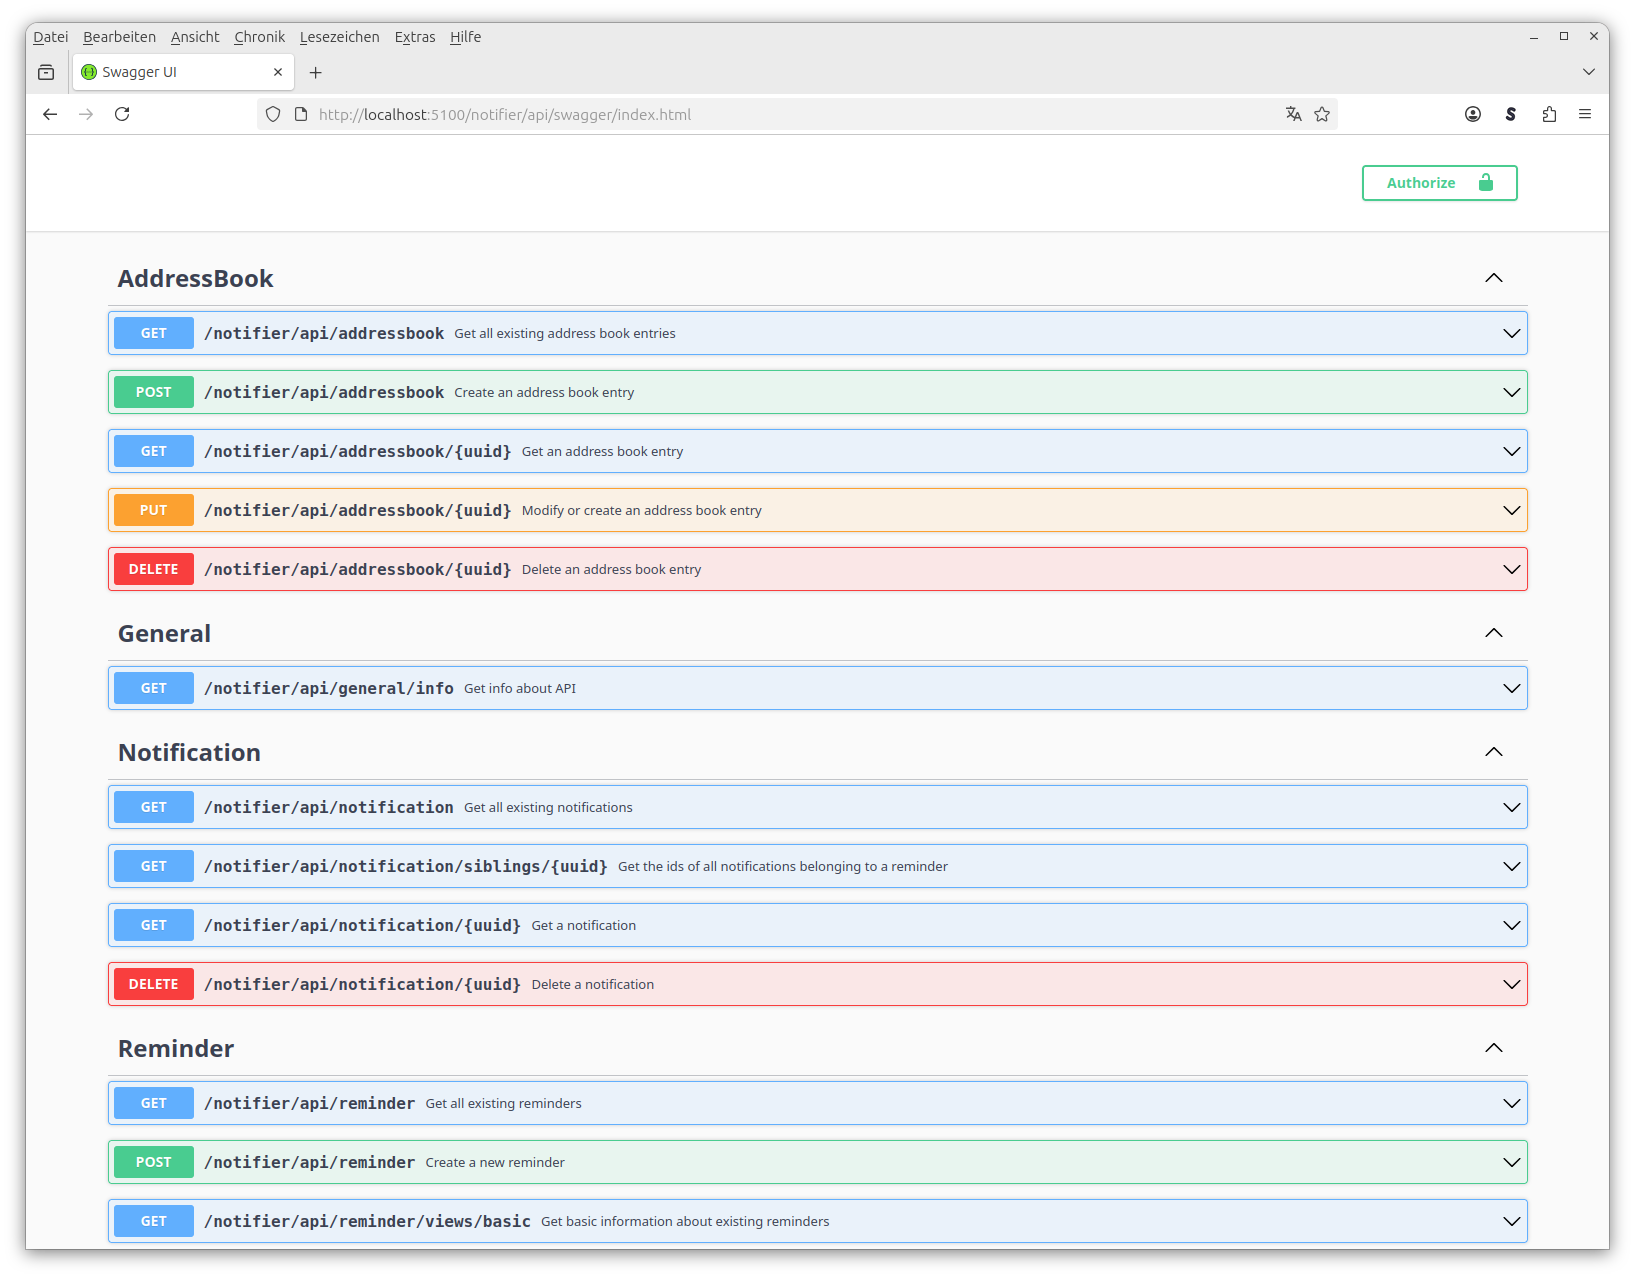 Datei Bearbeiten Ansicht Chronik Lesezeichen Extras Hilfe
Swagger UI
http://localhost:5100/notifier/api/swagger/index.html
Authorize
AddressBook
GET /notifier/api/addressbook Get all existing address book entries
POST /notifier/api/addressbook Create an address book entry
GET /notifier/api/addressbook/{uuid} Get an address book entry
PUT /notifier/api/addressbook/{uuid} Modify or create an address book entry
DELETE /notifier/api/addressbook/{uuid} Delete an address book entry
General
GET /notifier/api/general/info Get info about API
Notification
GET /notifier/api/notification Get all existing notifications
GET /notifier/api/notification/siblings/{uuid} Get the ids of all notifications belonging to a reminder
GET /notifier/api/notification/{uuid} Get a notification
DELETE /notifier/api/notification/{uuid} Delete a notification
Reminder
GET /notifier/api/reminder Get all existing reminders
POST /notifier/api/reminder Create a new reminder
GET /notifier/api/reminder/views/basic Get basic information about existing reminders